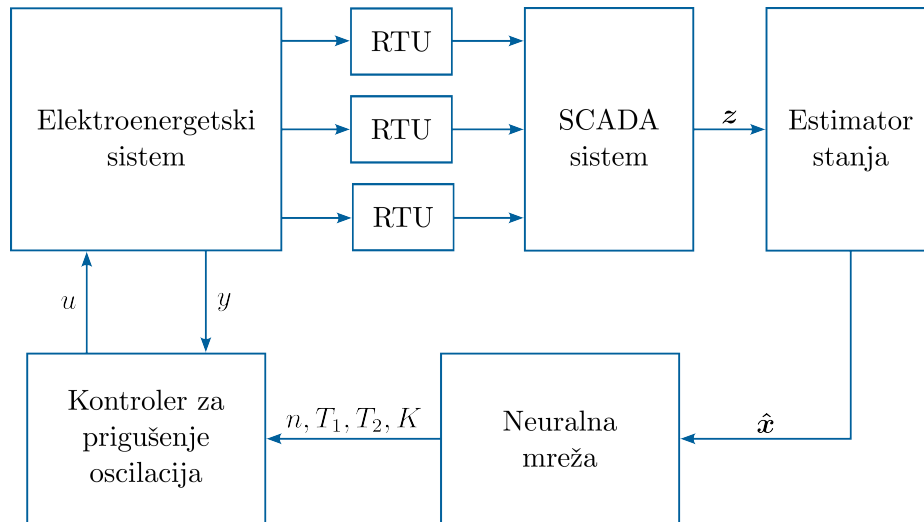 RTU
Elektroenergetski
sistem
RTU
SCADA
sistem
z
Estimator
stanja
RTU
u
y
Kontroler za
prigušenje
oscilacija
n, T₁, T₂, K
Neuralna
mreža
x̂